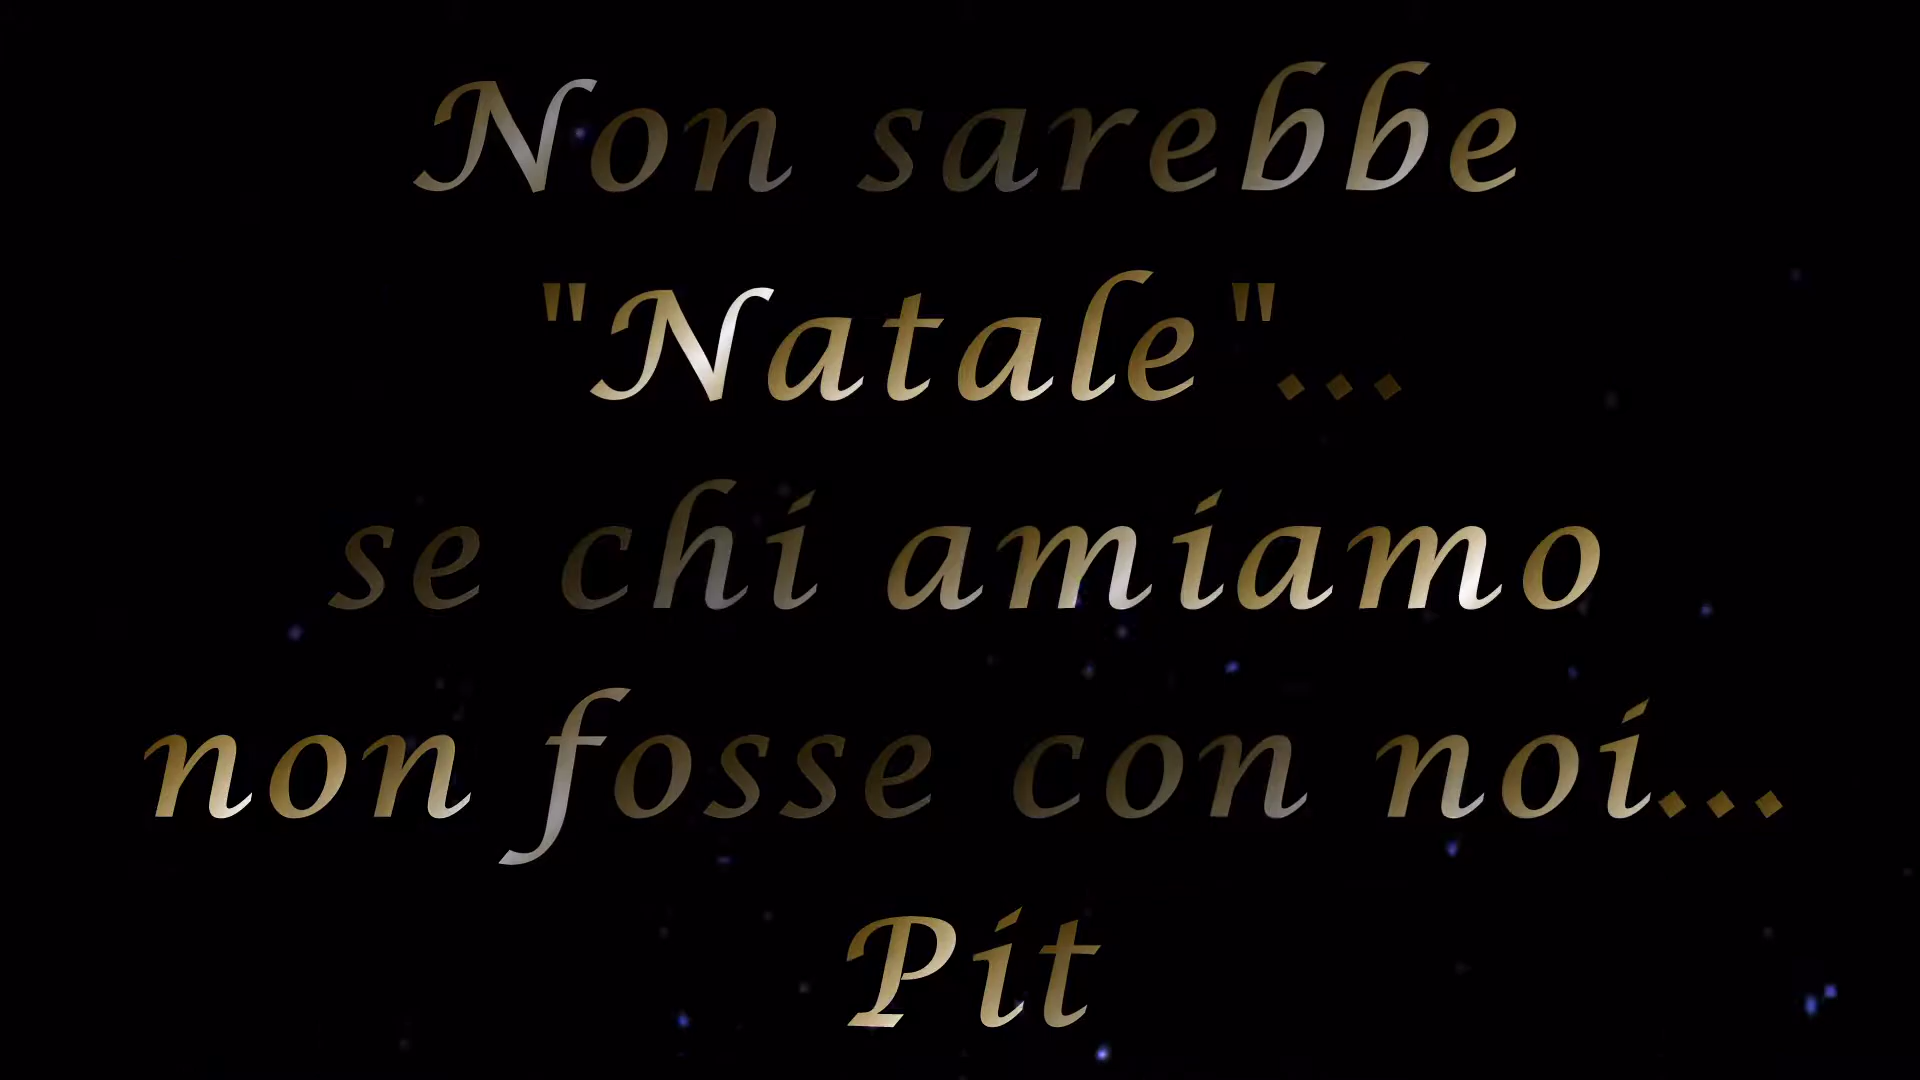 Non sarebbe
"Natale"...
se chi amiamo
non fosse con noi...
Pit